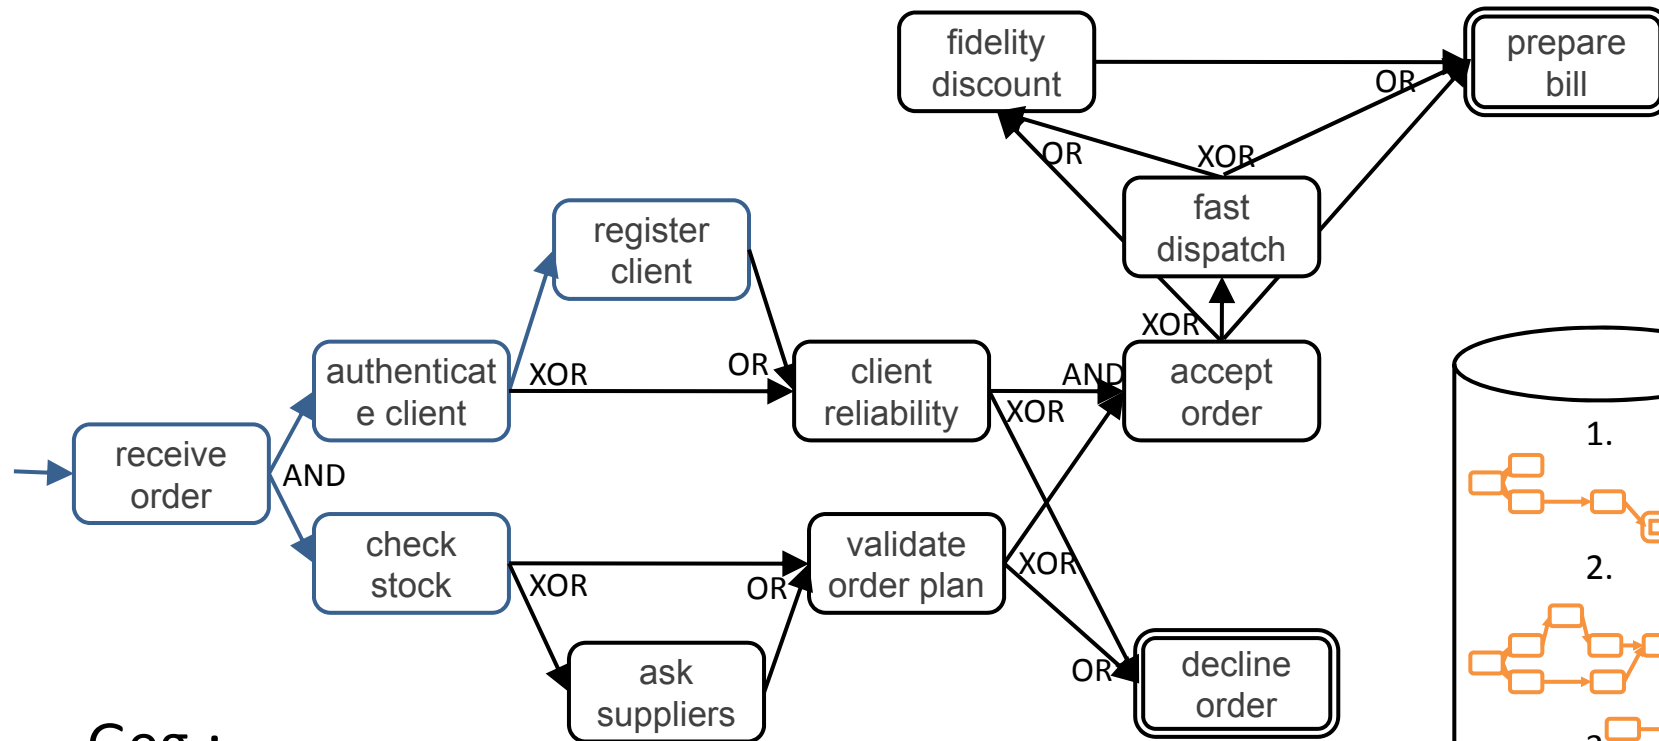 fidelity
discount
prepare
bill
OR
OR
XOR
fast
dispatch
register
client
XOR
authenticat
e client
XOR
OR
client
reliability
AND
XOR
accept
order
receive
order
AND
check
stock
XOR
OR
validate
order plan
XOR
ask
suppliers
OR
decline
order
1.
2.